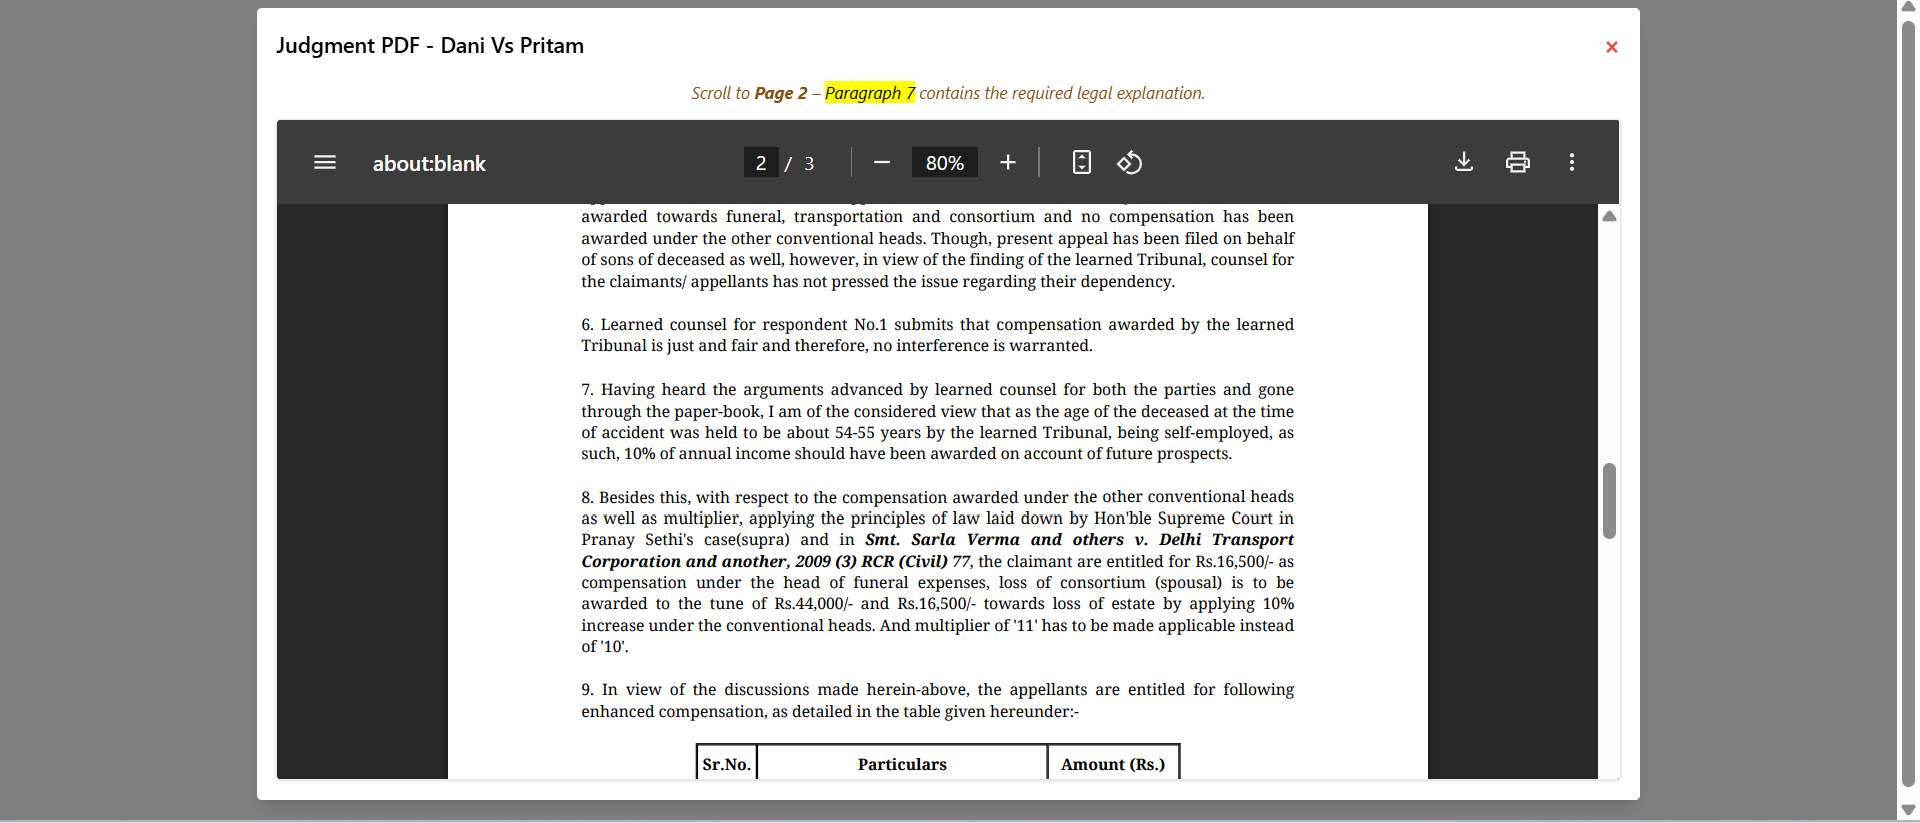 Judgment PDF - Dani Vs Pritam
×
Scroll to Page 2 – Paragraph 7 contains the required legal explanation.
about:blank
2 / 3
80%
awarded towards funeral, transportation and consortium and no compensation has been
awarded under the other conventional heads. Though, present appeal has been filed on behalf
of sons of deceased as well, however, in view of the finding of the learned Tribunal, counsel for
the claimants/ appellants has not pressed the issue regarding their dependency.
6. Learned counsel for respondent No.1 submits that compensation awarded by the learned
Tribunal is just and fair and therefore, no interference is warranted.
7. Having heard the arguments advanced by learned counsel for both the parties and gone
through the paper-book, I am of the considered view that as the age of the deceased at the time
of accident was held to be about 54-55 years by the learned Tribunal, being self-employed, as
such, 10% of annual income should have been awarded on account of future prospects.
8. Besides this, with respect to the compensation awarded under the other conventional heads
as well as multiplier, applying the principles of law laid down by Hon'ble Supreme Court in
Pranay Sethi's case(supra) and in Smt. Sarla Verma and others v. Delhi Transport
Corporation and another, 2009 (3) RCR (Civil) 77, the claimant are entitled for Rs.16,500/- as
compensation under the head of funeral expenses, loss of consortium (spousal) is to be
awarded to the tune of Rs.44,000/- and Rs.16,500/- towards loss of estate by applying 10%
increase under the conventional heads. And multiplier of '11' has to be made applicable instead
of '10'.
9. In view of the discussions made herein-above, the appellants are entitled for following
enhanced compensation, as detailed in the table given hereunder:-
Sr.No. Particulars Amount (Rs.)